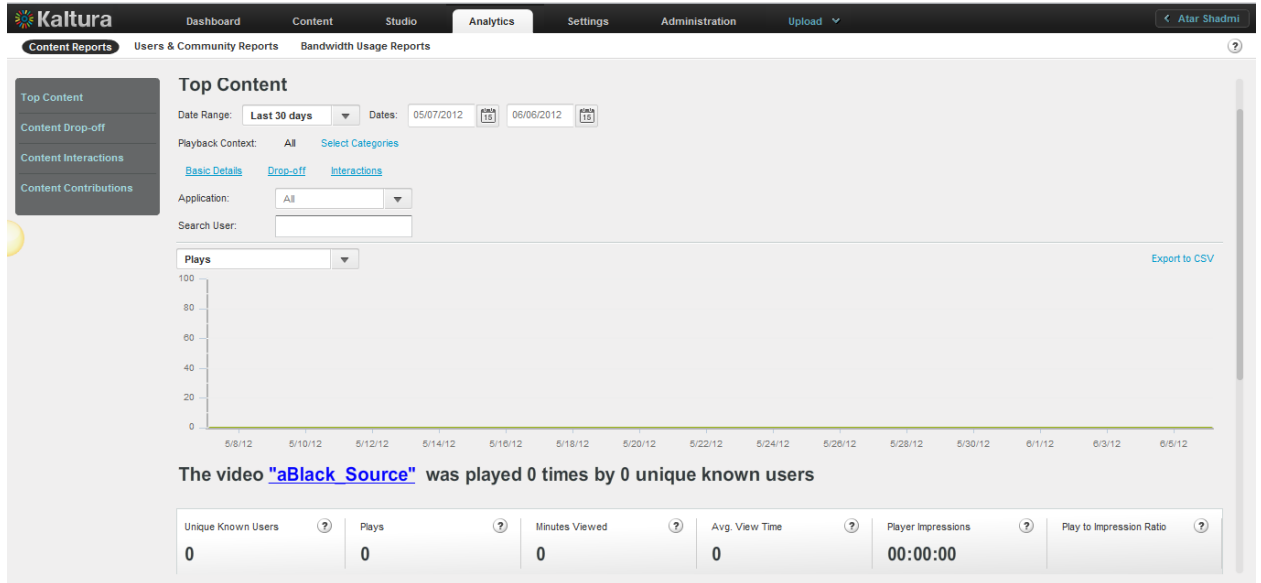 Kaltura Dashboard Content Studio Analytics Settings Administration Upload Atar Shadmi
Content Reports Users & Community Reports Bandwidth Usage Reports ?
Top Content
Content Drop-off
Content Interactions
Content Contributions
Top Content
Date Range: Last 30 days Dates: 05/07/2012 15 06/06/2012 15
Playback Context: All Select Categories
Basic Details Drop-off Interactions
Application: All
Search User:
Plays Export to CSV
100
80
60
40
20
0
5/8/12 5/10/12 5/12/12 5/14/12 5/16/12 5/18/12 5/20/12 5/22/12 5/24/12 5/26/12 5/28/12 5/30/12 6/1/12 6/3/12 6/5/12
The video "aBlack_Source" was played 0 times by 0 unique known users
Unique Known Users ? Plays ? Minutes Viewed ? Avg. View Time ? Player Impressions ? Play to Impression Ratio ?
0 0 0 0 00:00:00